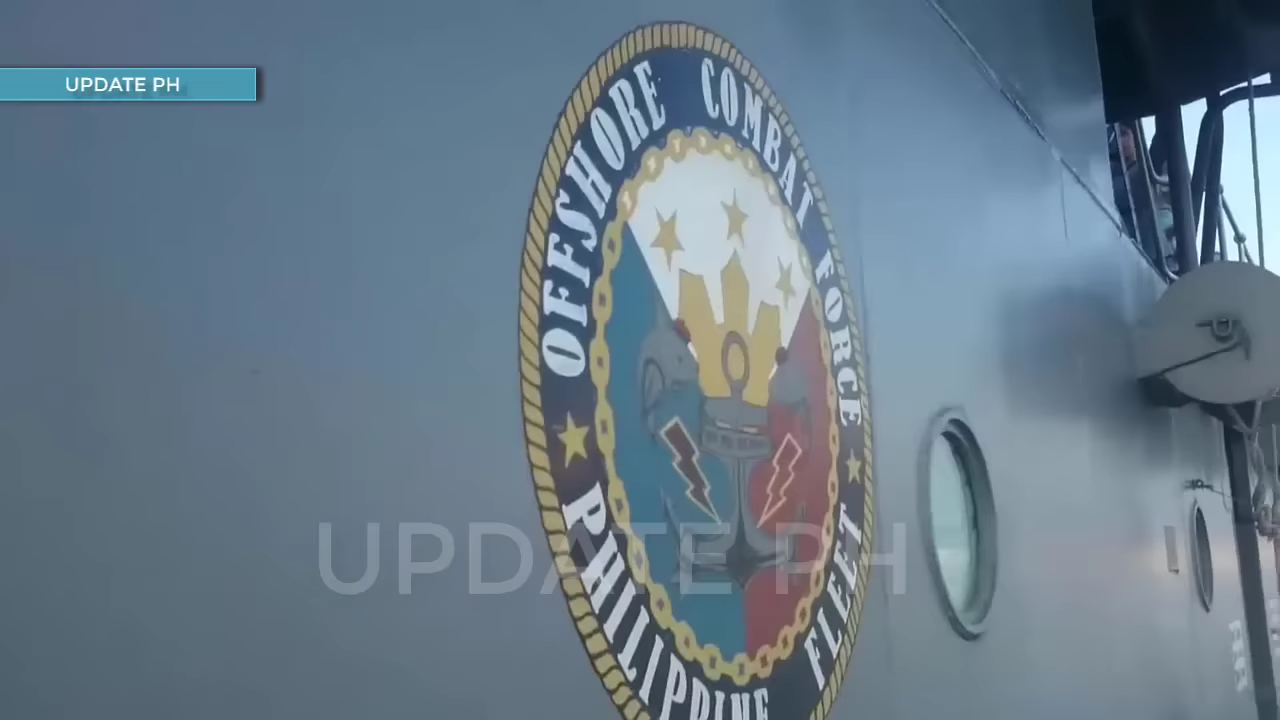 UPDATE PH
OFFSHORE COMBAT FORCE
PHILIPPINE FLEET
UPDATE PH